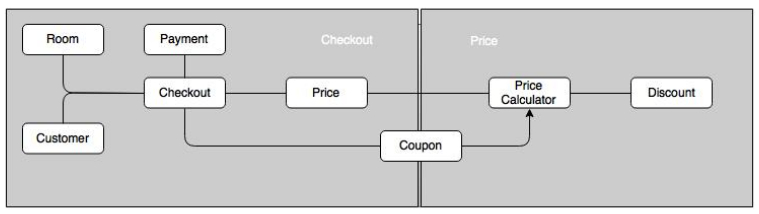 Room
Payment
Checkout
Price
Checkout
Price
Price
Calculator
Discount
Customer
Coupon